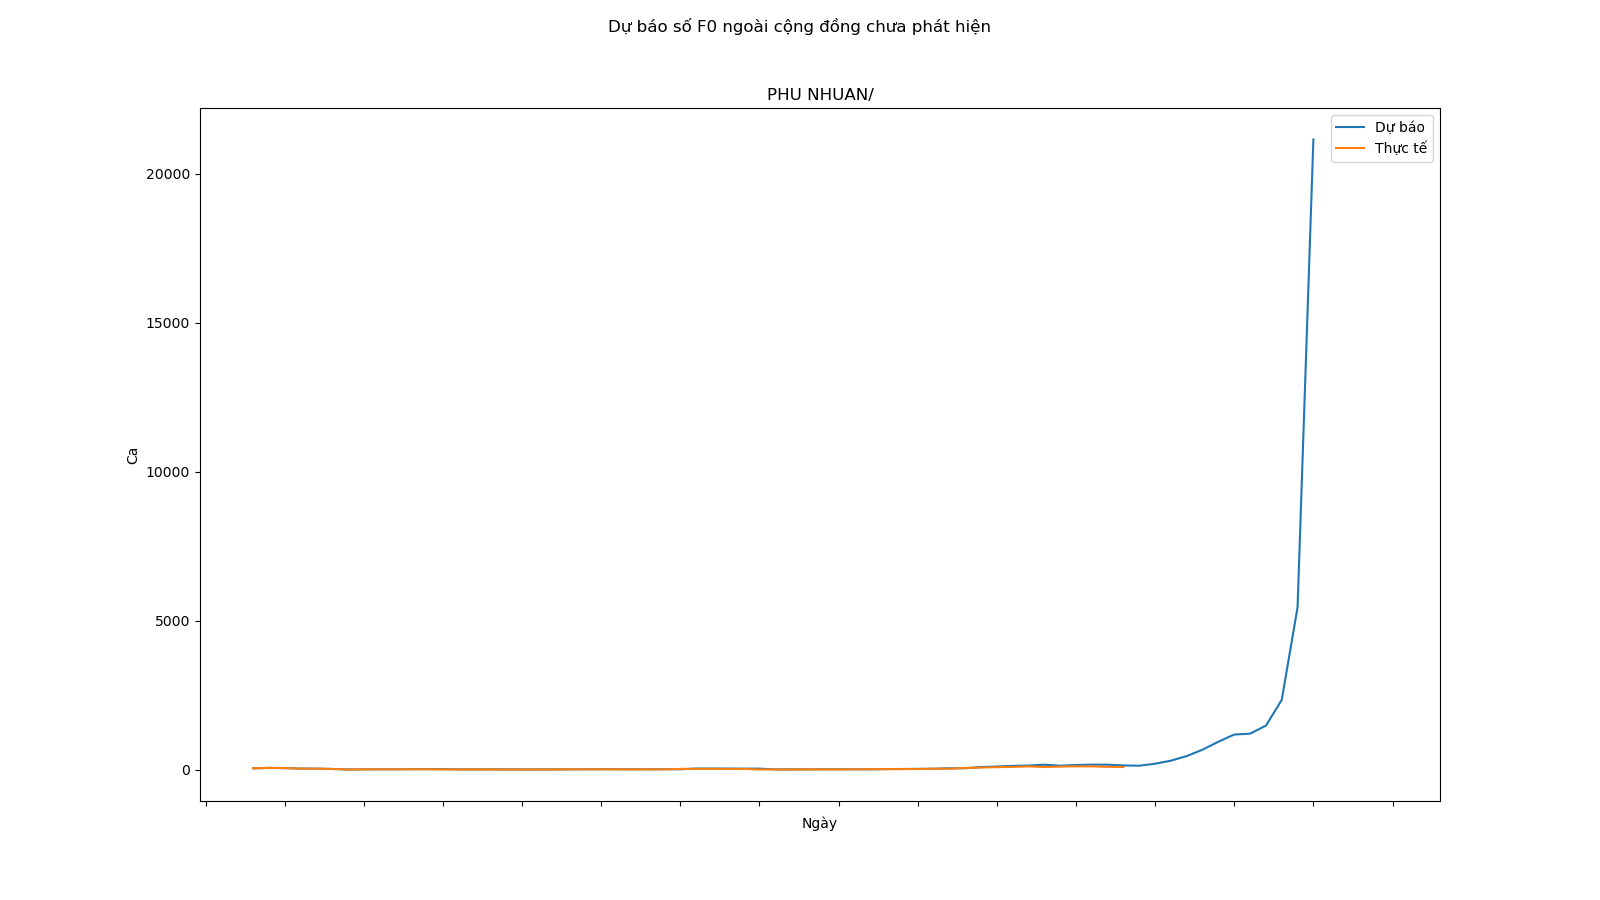 Dự báo số F0 ngoài cộng đồng chưa phát hiện
PHU NHUAN/
Dự báo
Thực tế
20000
15000
10000
5000
0
Ca
Ngày